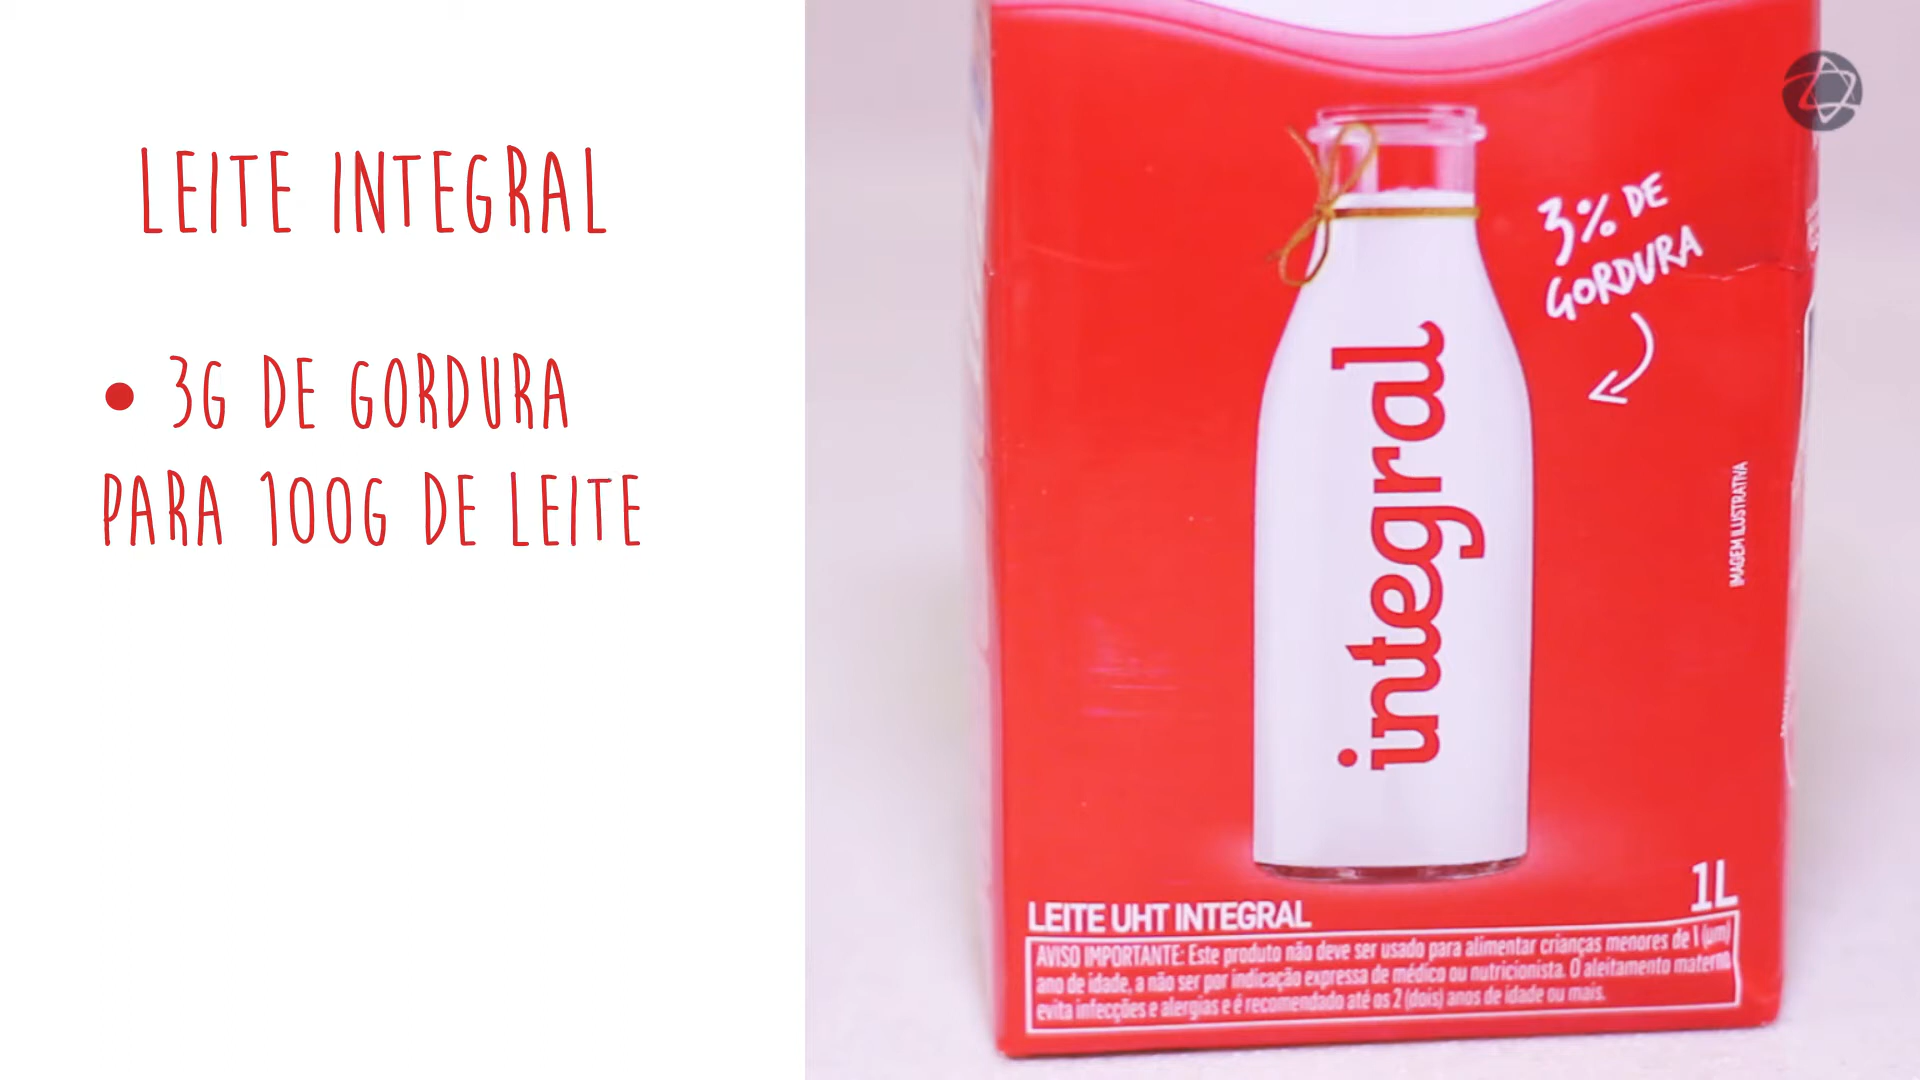 LEITE INTEGRAL
• 3G DE GORDURA
PARA 100G DE LEITE
3% DE
GORDURA
integral
IMAGEM ILUSTRATIVA
1L
LEITE UHT INTEGRAL
AVISO IMPORTANTE: Este produto não deve ser usado para alimentar crianças menores de 1 (um)
ano de idade, a não ser por indicação expressa de médico ou nutricionista. O aleitamento materno
evita infecções e alergias e é recomendado até os 2 (dois) anos de idade ou mais.